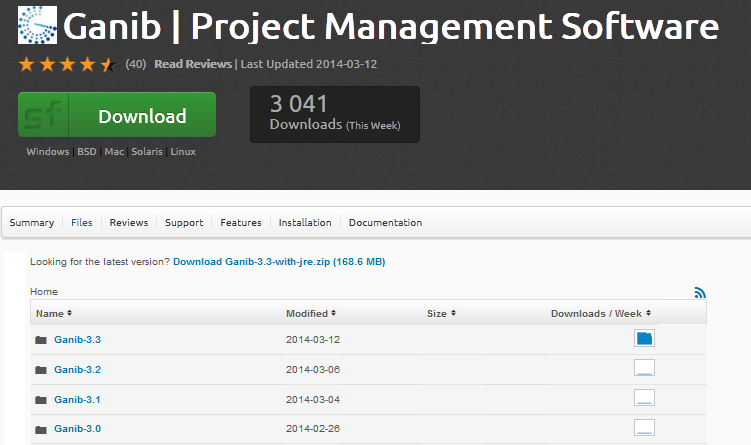 Ganib | Project Management Software
(40) Read Reviews | Last Updated 2014-03-12
sf Download
3 041
Downloads (This Week)
Windows | BSD | Mac | Solaris | Linux
Summary Files Reviews Support Features Installation Documentation
Looking for the latest version? Download Ganib-3.3-with-jre.zip (168.6 MB)
Home
Name Modified Size Downloads / Week
Ganib-3.3 2014-03-12
Ganib-3.2 2014-03-06
Ganib-3.1 2014-03-04
Ganib-3.0 2014-02-26